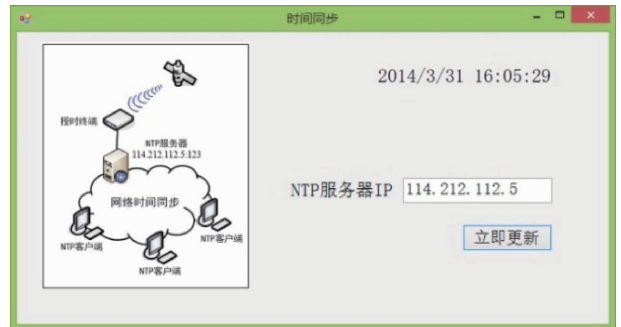 时间同步
2014/3/31 16:05:29
授时终端
NTP服务器
114.212.112.5:123
网络时间同步
NTP客户端
NTP客户端
NTP客户端
NTP服务器IP 114.212.112.5
立即更新